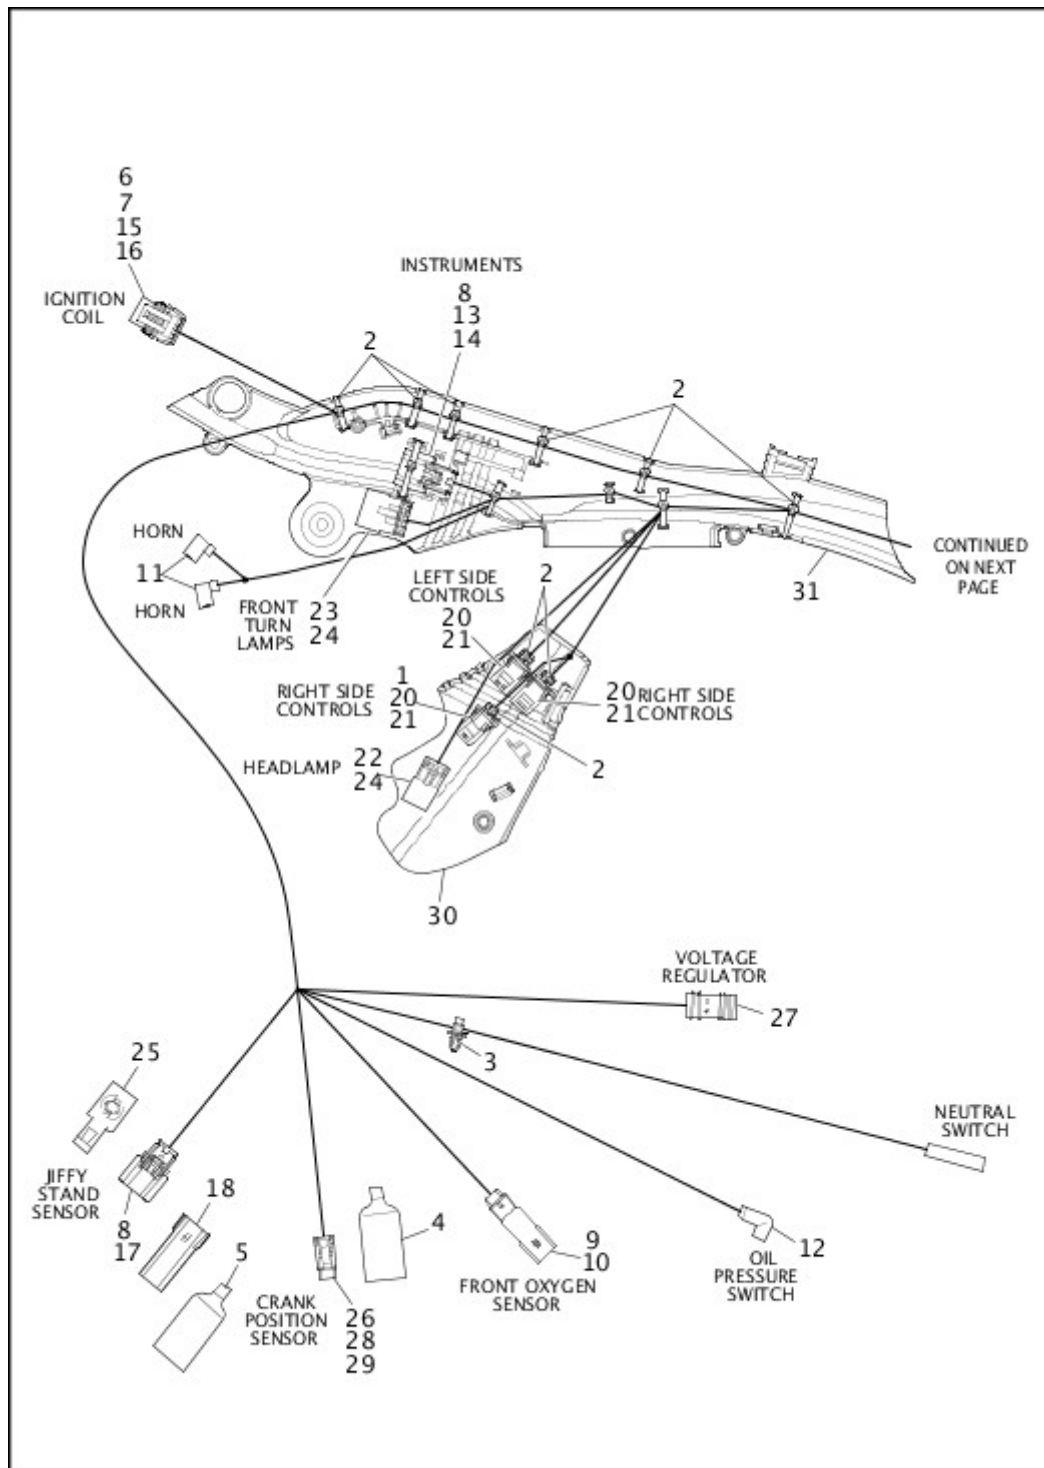 6
7
15
16
IGNITION
COIL
INSTRUMENTS
8
13
14
2
2
HORN
11
HORN
FRONT
TURN
LAMPS
23
24
LEFT SIDE
CONTROLS
20
21
2
31
CONTINUED
ON NEXT
PAGE
RIGHT SIDE
CONTROLS
1
20
21
20
21
RIGHT SIDE
CONTROLS
HEADLAMP
22
24
2
30
VOLTAGE
REGULATOR
27
3
NEUTRAL
SWITCH
25
JIFFY
STAND
SENSOR
8
17
18
5
CRANK
POSITION
SENSOR
26
28
29
4
9
10
FRONT OXYGEN
SENSOR
12
OIL
PRESSURE
SWITCH